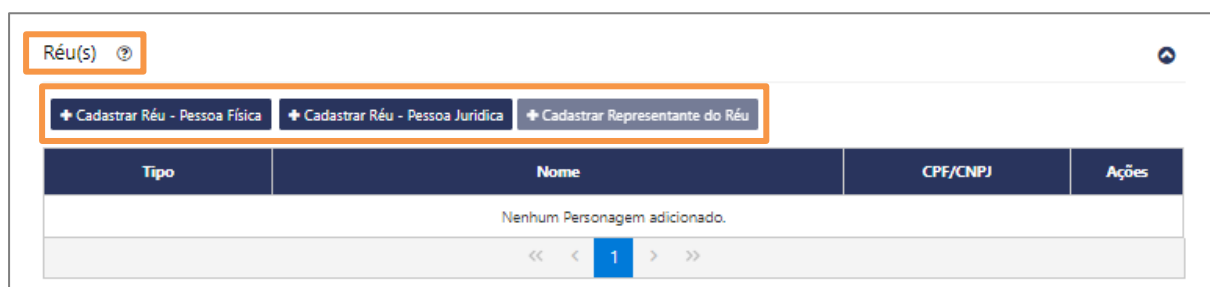 Réu(s) ?
+ Cadastrar Réu - Pessoa Física + Cadastrar Réu - Pessoa Juridica + Cadastrar Representante do Réu
Tipo Nome CPF/CNPJ Ações
Nenhum Personagem adicionado.
<< < 1 > >>